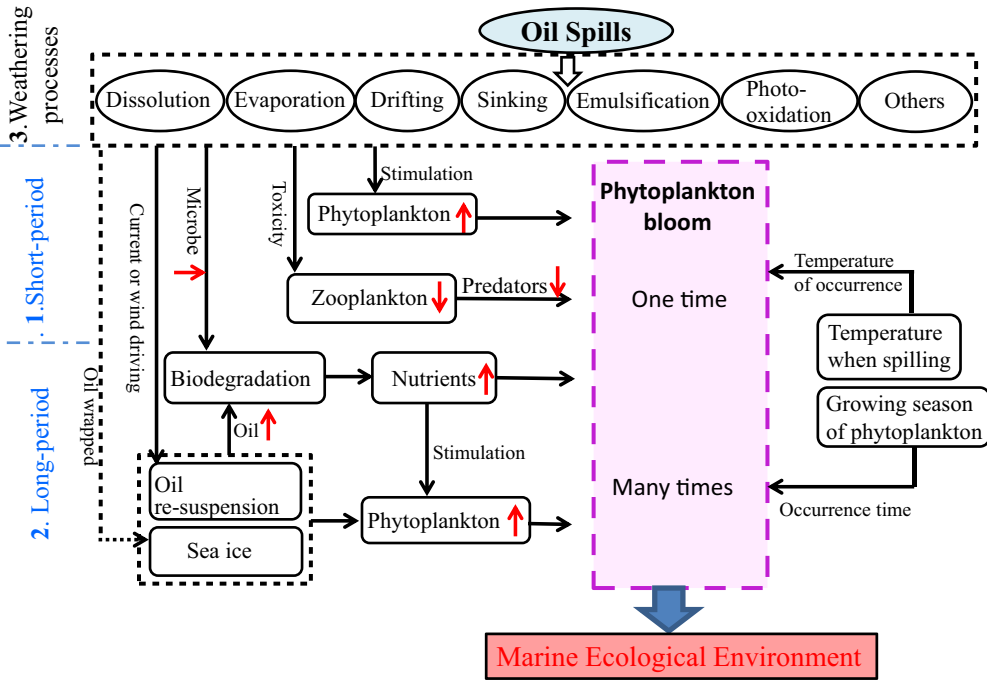 Oil Spills
3.Weathering
processes
Dissolution
Evaporation
Drifting
Sinking
Emulsification
Photo-
oxidation
Others
. 1.Short-period
2. Long-period
Oil wrapped
Current or wind driving
Microbe
Toxicity
Stimulation
Phytoplankton
Zooplankton
Predators
Biodegradation
Nutrients
Oil
Stimulation
Oil
re-suspension
Sea ice
Phytoplankton
Phytoplankton
bloom
One time
Many times
Temperature
of occurrence
Temperature
when spilling
Growing season
of phytoplankton
Occurrence time
Marine Ecological Environment